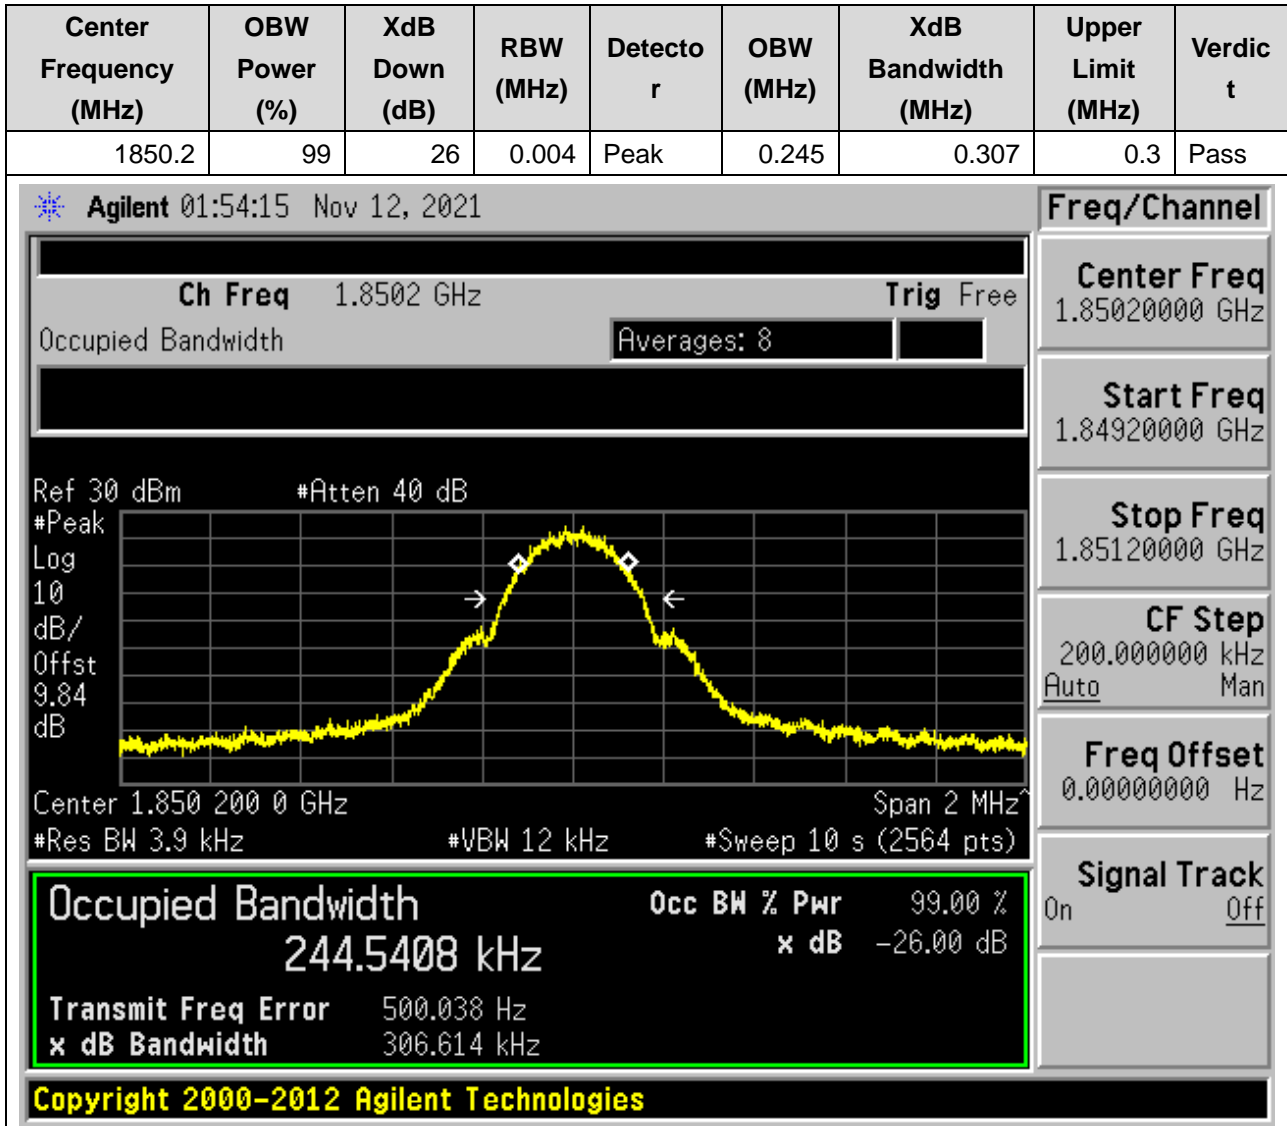 Center Frequency (MHz) OBW Power (%) XdB Down (dB) RBW (MHz) Detector OBW (MHz) XdB Bandwidth (MHz) Upper Limit (MHz) Verdict
1850.2 99 26 0.004 Peak 0.245 0.307 0.3 Pass
Agilent 01:54:15 Nov 12, 2021
Freq/Channel
Ch Freq 1.8502 GHz Trig Free
Occupied Bandwidth Averages: 8
Center Freq
1.85020000 GHz
Start Freq
1.84920000 GHz
Stop Freq
1.85120000 GHz
CF Step
200.000000 kHz
Auto Man
Freq Offset
0.00000000 Hz
Signal Track
On Off
Ref 30 dBm #Atten 40 dB
#Peak
Log
10
dB/
Offst
9.84
dB
Center 1.850 200 0 GHz Span 2 MHz^
#Res BW 3.9 kHz #VBW 12 kHz #Sweep 10 s (2564 pts)
Occupied Bandwidth Occ BW % Pwr 99.00 %
244.5408 kHz x dB -26.00 dB
Transmit Freq Error 500.038 Hz
x dB Bandwidth 306.614 kHz
Copyright 2000-2012 Agilent Technologies